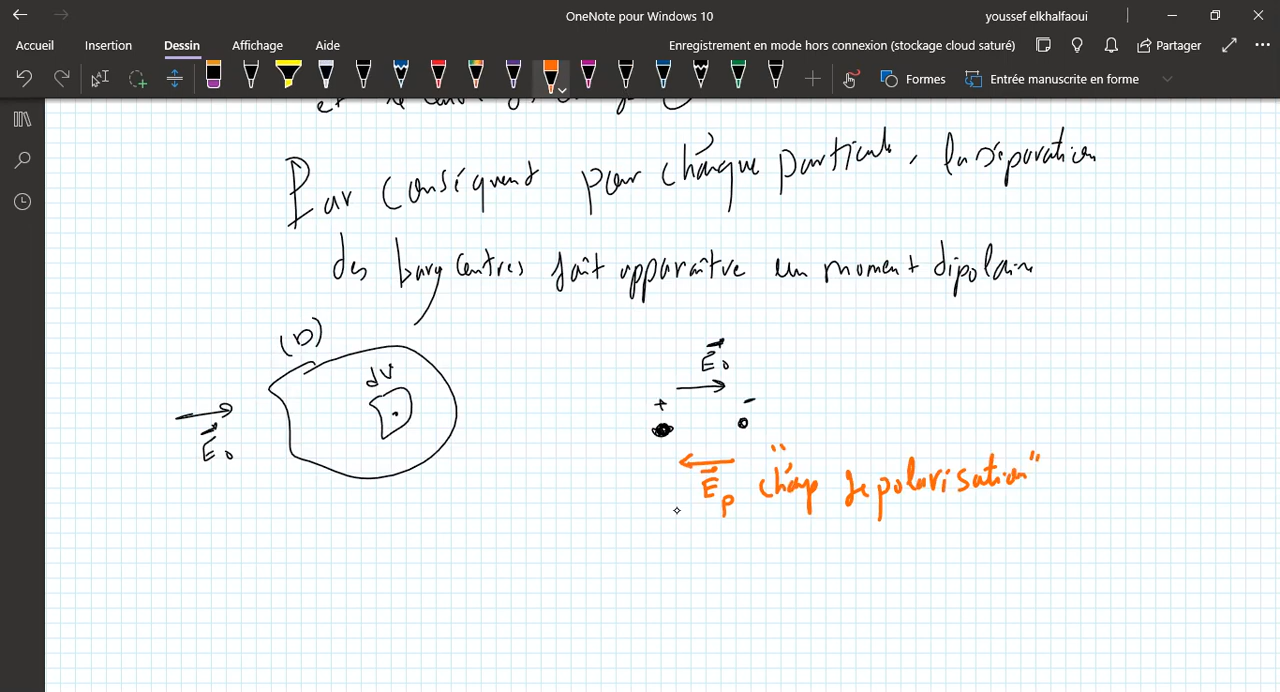 OneNote pour Windows 10
youssef elkhalfaoui
Accueil Insertion Dessin Affichage Aide
Enregistrement en mode hors connexion (stockage cloud saturé)
Partager
Formes
Entrée manuscrite en forme
et
Par conséquent pour chaque particule, la séparation
des barycentres fait apparaître un moment dipolaire
(D)
dV
E₀
E₀
+ -
Ep "champ de polarisation"